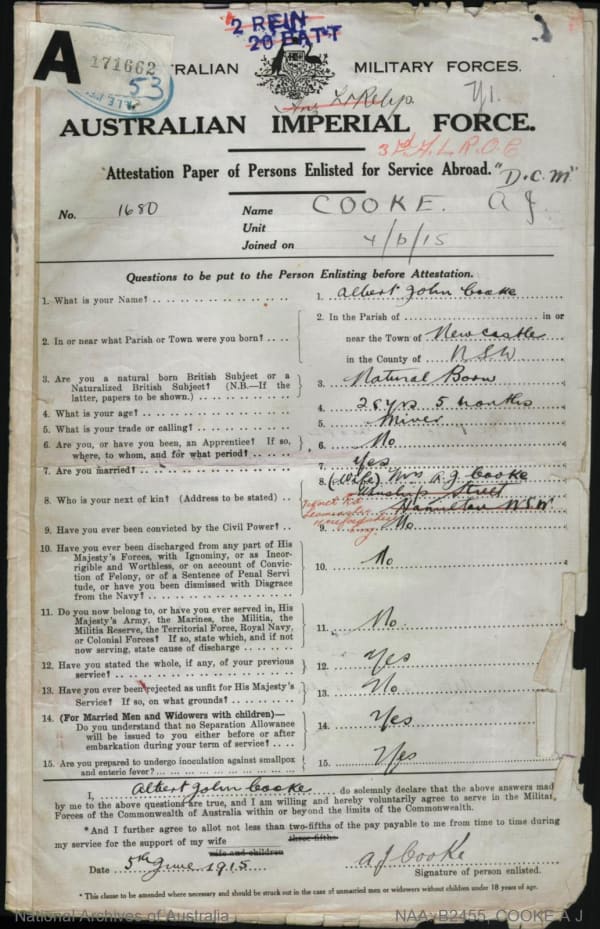 2 REIN
20 BATT
A
171662
53
TRALIAN MILITARY FORCES.
AUSTRALIAN IMPERIAL FORCE.
Attestation Paper of Persons Enlisted for Service Abroad. "D.C.M"
No. 1680 Name COOKE. A J.
Unit
Joined on 4/6/15
Questions to be put to the Person Enlisting before Attestation.
1. What is your Name? 1. Albert John Cooke
2. In or near what Parish or Town were you born? 2. In the Parish of in or
near the Town of Newcastle
in the County of NSW
3. Are you a natural born British Subject or a
Naturalized British Subject? (N.B.—If the
latter, papers to be shown.) 3. Natural Born
4. What is your age? 4. 26 yrs 5 months
5. What is your trade or calling? 5. Miner
6. Are you, or have you been, an Apprentice? If so,
where, to whom, and for what period? 6. No
7. Are you married? 7. Yes
8. Who is your next of kin? (Address to be stated) 8. (Wife) Mrs A J Cooke
Street
Hamilton NSW
9. Have you ever been convicted by the Civil Power? 9. No
10. Have you ever been discharged from any part of His
Majesty's Forces, with Ignominy, or as Incor-
rigible and Worthless, or on account of Convic-
tion of Felony, or of a Sentence of Penal Servi
tude, or have you been dismissed with Disgrace
from the Navy? 10. No
11. Do you now belong to, or have you ever served in, His
Majesty's Army, the Marines, the Militia, the
Militia Reserve, the Territorial Force, Royal Navy,
or Colonial Forces? If so, state which, and if not
now serving, state cause of discharge 11. No
12. Have you stated the whole, if any, of your previous
service? 12. Yes
13. Have you ever been rejected as unfit for His Majesty's
Service? If so, on what grounds? 13. No
14. (For Married Men and Widowers with children)—
Do you understand that no Separation Allowance
will be issued to you either before or after
embarkation during your term of service? 14. Yes
15. Are you prepared to undergo inoculation against smallpox
and enteric fever? 15. Yes
I, Albert John Cooke do solemnly declare that the above answers mad
by me to the above questions are true, and I am willing and hereby voluntarily agree to serve in the Militar
Forces of the Commonwealth of Australia within or beyond the limits of the Commonwealth.
*And I further agree to allot not less than two-fifths of the pay payable to me from time to time during
three-fifths
my service for the support of my wife
wife and children
Date 5th June 1915 A J Cooke
Signature of person enlisted.
* This clause to be amended where necessary and should be struck out in the case of unmarried men or widowers without children under 18 years of age.
National Archives of Australia NAA: B2455, COOKE A J